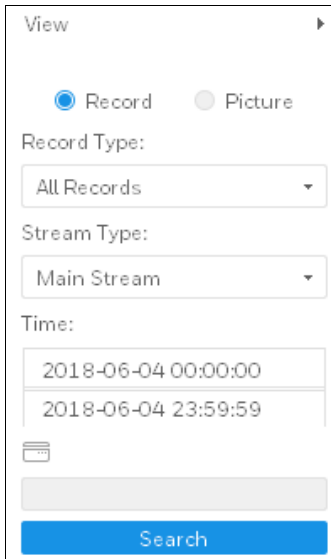 View
Record Picture
Record Type:
All Records
Stream Type:
Main Stream
Time:
2018-06-04 00:00:00
2018-06-04 23:59:59
Search